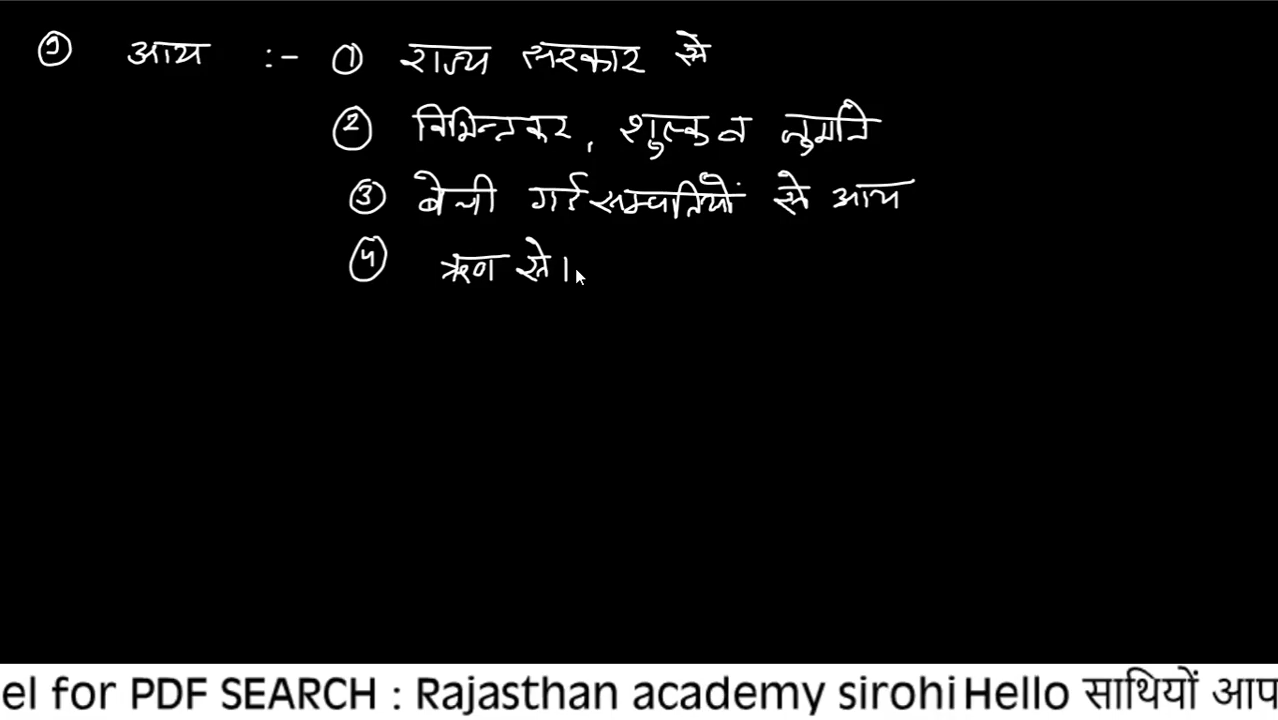 ९ आय :- 1 राज्य सरकार से
2 विभिन्न कर, शुल्क व जुर्माने
3 बेची गई सम्पत्तियों से आय
4 ऋण से।
el for PDF SEARCH : Rajasthan academy sirohi Hello साथियों आप